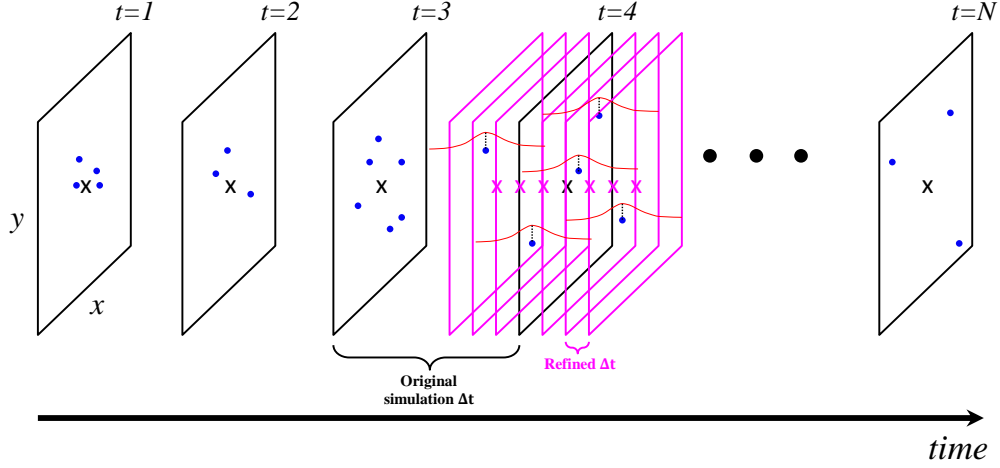 t=1
t=2
t=3
t=4
t=N
x
x
x
x x x x x x x
x
y
x
Original
simulation Δt
Refined Δt
time